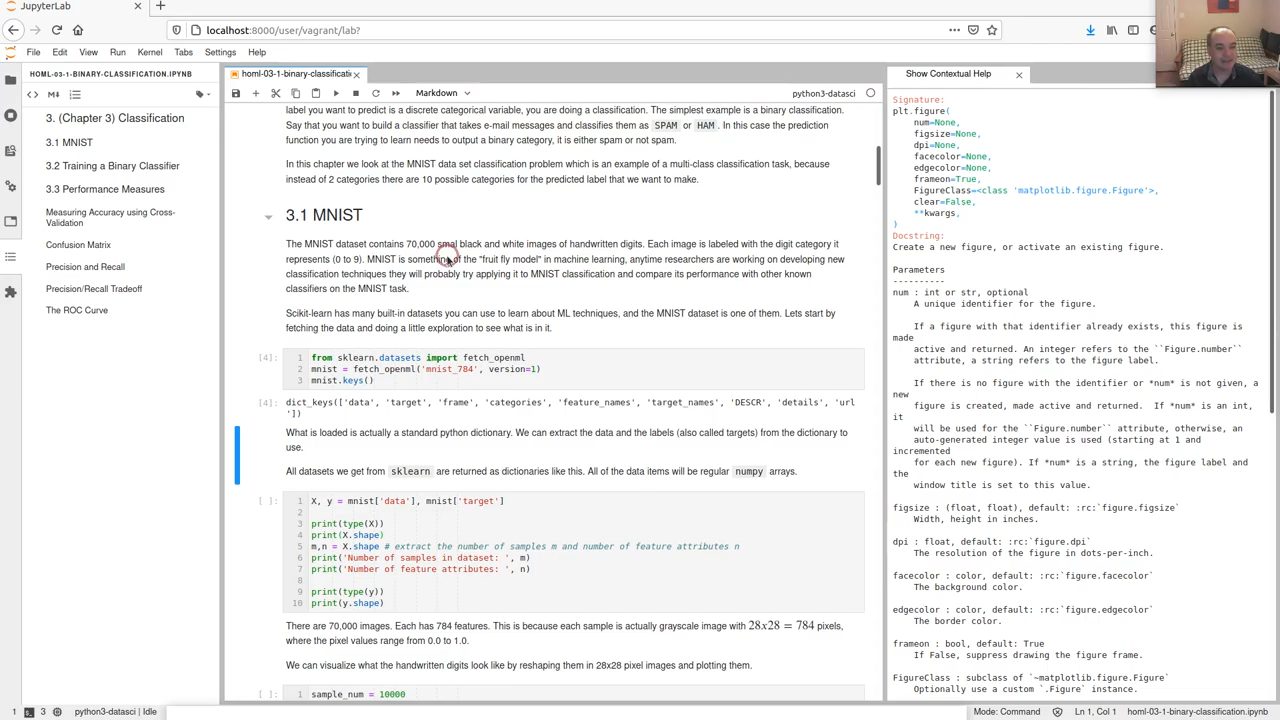 JupyterLab
localhost:8000/user/vagrant/lab?
File Edit View Run Kernel Tabs Settings Help
HOML-03-1-BINARY-CLASSIFICATION.IPYNB
3. (Chapter 3) Classification
3.1 MNIST
3.2 Training a Binary Classifier
3.3 Performance Measures
Measuring Accuracy using Cross-
Validation
Confusion Matrix
Precision and Recall
Precision/Recall Tradeoff
The ROC Curve
homl-03-1-binary-classificati
Markdown
python3-datasci
label you want to predict is a discrete categorical variable, you are doing a classification. The simplest example is a binary classification.
Say that you want to build a classifier that takes e-mail messages and classifies them as SPAM or HAM. In this case the prediction
function you are trying to learn needs to output a binary category, it is either spam or not spam.
In this chapter we look at the MNIST data set classification problem which is an example of a multi-class classification task, because
instead of 2 categories there are 10 possible categories for the predicted label that we want to make.
3.1 MNIST
The MNIST dataset contains 70,000 smal black and white images of handwritten digits. Each image is labeled with the digit category it
represents (0 to 9). MNIST is something of the "fruit fly model" in machine learning, anytime researchers are working on developing new
classification techniques they will probably try applying it to MNIST classification and compare its performance with other known
classifiers on the MNIST task.
Scikit-learn has many built-in datasets you can use to learn about ML techniques, and the MNIST dataset is one of them. Lets start by
fetching the data and doing a little exploration to see what is in it.
[4]: 1 from sklearn.datasets import fetch_openml
2 mnist = fetch_openml('mnist_784', version=1)
3 mnist.keys()
[4]: dict_keys(['data', 'target', 'frame', 'categories', 'feature_names', 'target_names', 'DESCR', 'details', 'url
'])
What is loaded is actually a standard python dictionary. We can extract the data and the labels (also called targets) from the dictionary to
use.
All datasets we get from sklearn are returned as dictionaries like this. All of the data items will be regular numpy arrays.
[ ]: 1 X, y = mnist['data'], mnist['target']
2
3 print(type(X))
4 print(X.shape)
5 m,n = X.shape # extract the number of samples m and number of feature attributes n
6 print('Number of samples in dataset: ', m)
7 print('Number of feature attributes: ', n)
8
9 print(type(y))
10 print(y.shape)
There are 70,000 images. Each has 784 features. This is because each sample is actually grayscale image with 28x28 = 784 pixels,
where the pixel values range from 0.0 to 1.0.
We can visualize what the handwritten digits look like by reshaping them in 28x28 pixel images and plotting them.
[ ]: 1 sample_num = 10000
Show Contextual Help
Signature:
plt.figure(
num=None,
figsize=None,
dpi=None,
facecolor=None,
edgecolor=None,
frameon=True,
FigureClass=<class 'matplotlib.figure.Figure'>,
clear=False,
**kwargs,
)
Docstring:
Create a new figure, or activate an existing figure.
Parameters
----------
num : int or str, optional
A unique identifier for the figure.
If a figure with that identifier already exists, this figure is
made
active and returned. An integer refers to the ``Figure.number``
attribute, a string refers to the figure label.
If there is no figure with the identifier or *num* is not given, a
new
figure is created, made active and returned. If *num* is an int,
it
will be used for the ``Figure.number`` attribute, otherwise, an
auto-generated integer value is used (starting at 1 and
incremented
for each new figure). If *num* is a string, the figure label and
the
window title is set to this value.
figsize : (float, float), default: :rc:`figure.figsize`
Width, height in inches.
dpi : float, default: :rc:`figure.dpi`
The resolution of the figure in dots-per-inch.
facecolor : color, default: :rc:`figure.facecolor`
The background color.
edgecolor : color, default: :rc:`figure.edgecolor`
The border color.
frameon : bool, default: True
If False, suppress drawing the figure frame.
FigureClass : subclass of `~matplotlib.figure.Figure`
Optionally use a custom `.Figure` instance.
1 3 python3-datasci | Idle
Mode: Command Ln 1, Col 1 homl-03-1-binary-classification.ipynb